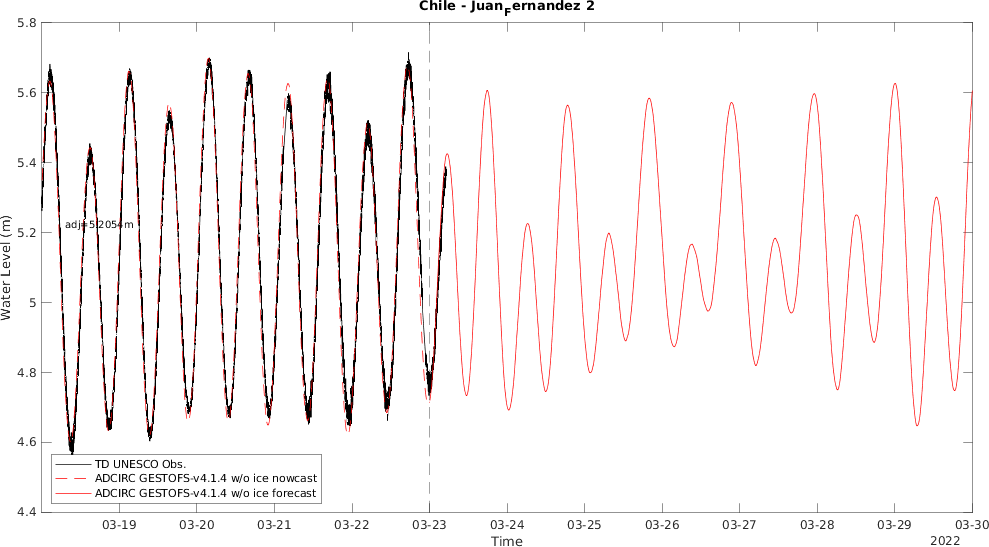 Chile - JuanFernandez 2
5.8
5.6
5.4
5.2
5
4.8
4.6
4.4
Water Level (m)
adj=5.2054m
TD UNESCO Obs.
ADCIRC GESTOFS-v4.1.4 w/o ice nowcast
ADCIRC GESTOFS-v4.1.4 w/o ice forecast
03-19 03-20 03-21 03-22 03-23 03-24 03-25 03-26 03-27 03-28 03-29 03-30
Time
2022